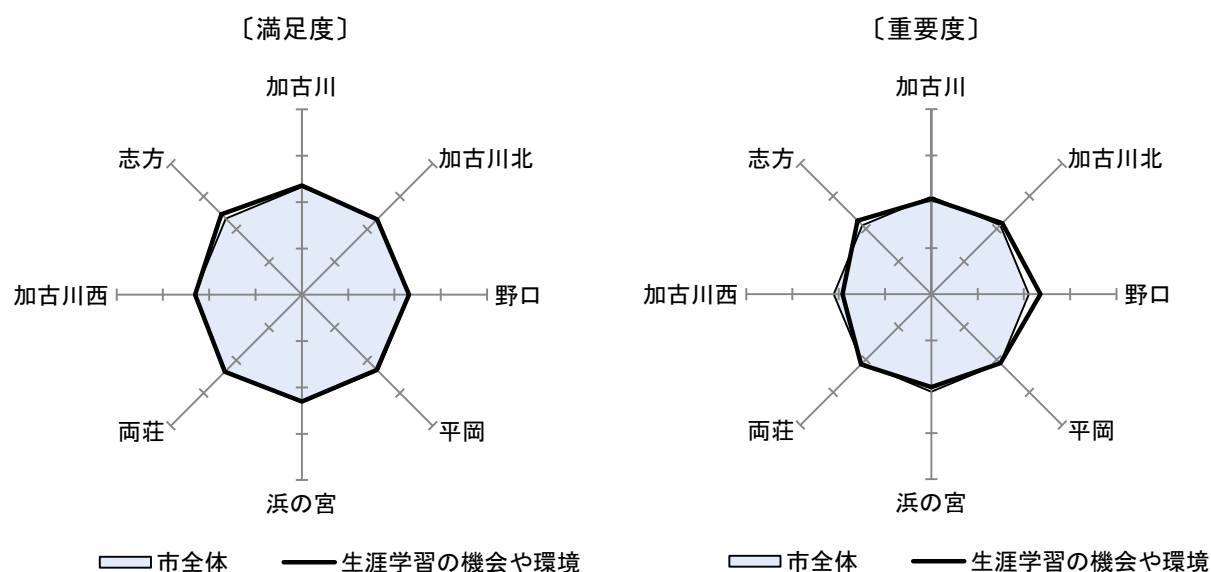 〔満足度〕
加古川
加古川北
野口
平岡
浜の宮
両荘
加古川西
志方
市全体
生涯学習の機会や環境
〔重要度〕
加古川
加古川北
野口
平岡
浜の宮
両荘
加古川西
志方
市全体
生涯学習の機会や環境